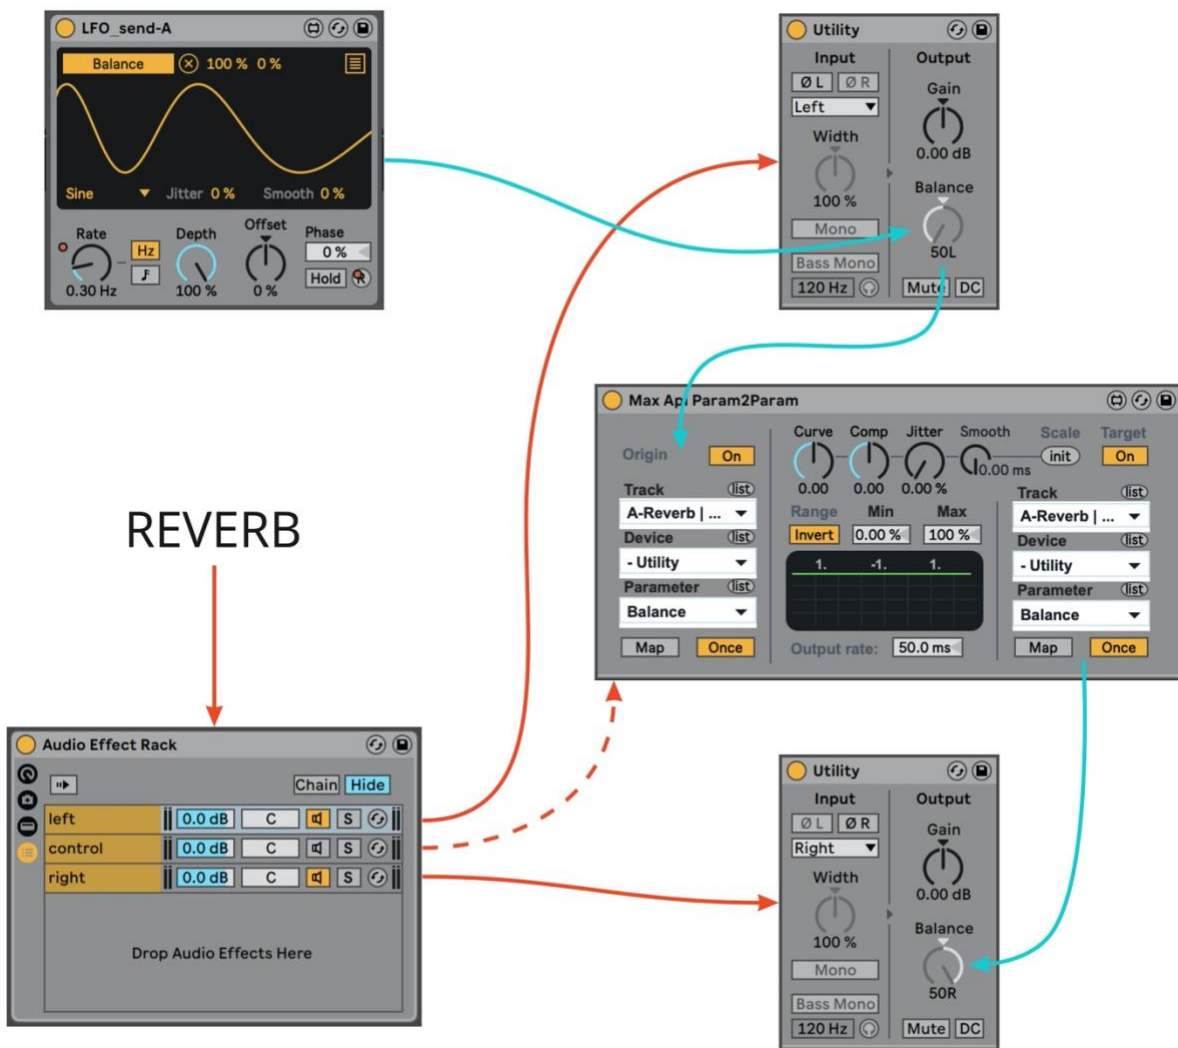 LFO_send-A
Balance 100 % 0 %
Sine Jitter 0 % Smooth 0 %
Rate Depth Offset Phase
Hz 0 %
Hold R
0.30 Hz 100 % 0 %
Utility
Input Output
Ø L Ø R Gain
Left
Width 0.00 dB
Balance
100 %
Mono
50L
Bass Mono
120 Hz Mute DC
Max Api Param2Param
Curve Comp Jitter Smooth Scale Target
Origin On init On
0.00 0.00 0.00 % 0.00 ms
Track list
A-Reverb | ...
Device list
- Utility
Parameter list
Balance
Map Once
Range Min Max
Invert 0.00 % 100 %
1. -1. 1.
Output rate: 50.0 ms
Track list
A-Reverb | ...
Device list
- Utility
Parameter list
Balance
Map Once
REVERB
Audio Effect Rack
Chain Hide
left 0.0 dB C S
control 0.0 dB C S
right 0.0 dB C S
Drop Audio Effects Here
Utility
Input Output
Ø L Ø R Gain
Right
Width 0.00 dB
Balance
100 %
Mono
50R
Bass Mono
120 Hz Mute DC